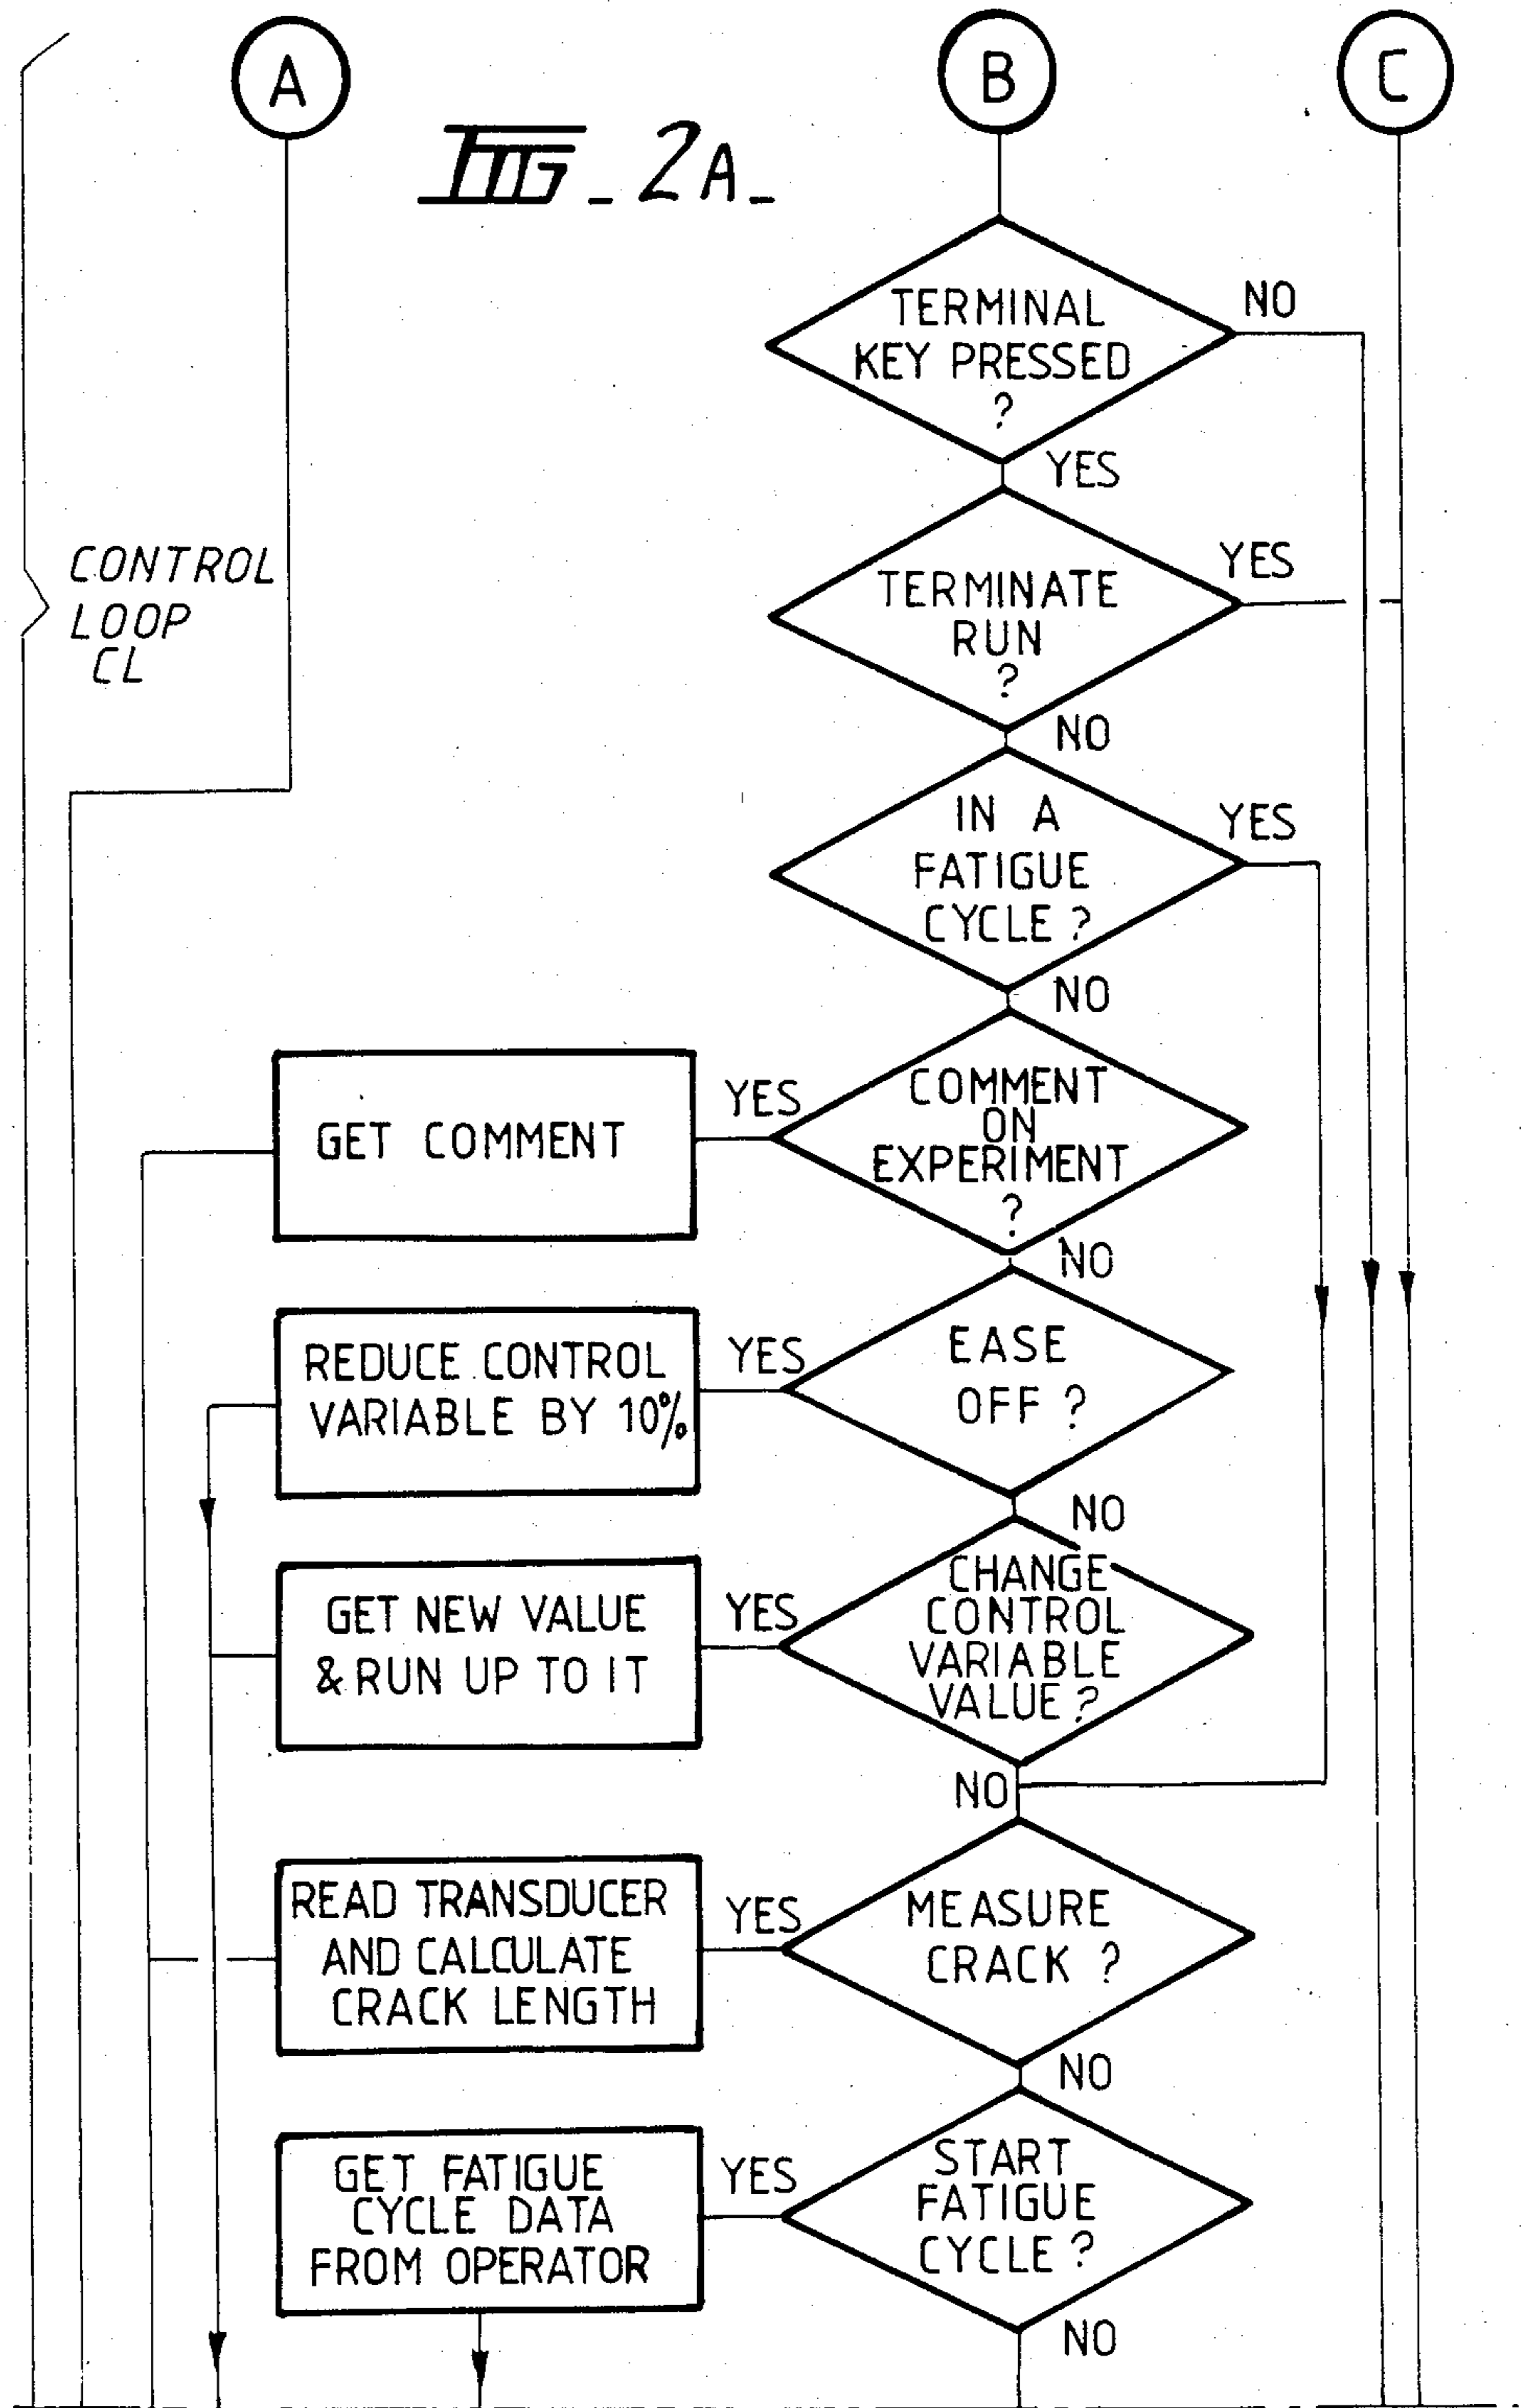 A
B
C
FIG_2A_
TERMINAL
KEY PRESSED
?
NO
YES
CONTROL
LOOP
CL
TERMINATE
RUN
?
YES
NO
IN A
FATIGUE
CYCLE ?
YES
NO
GET COMMENT
YES
COMMENT
ON
EXPERIMENT
?
NO
REDUCE CONTROL
VARIABLE BY 10%
YES
EASE
OFF ?
NO
GET NEW VALUE
& RUN UP TO IT
YES
CHANGE
CONTROL
VARIABLE
VALUE ?
NO
READ TRANSDUCER
AND CALCULATE
CRACK LENGTH
YES
MEASURE
CRACK ?
NO
GET FATIGUE
CYCLE DATA
FROM OPERATOR
YES
START
FATIGUE
CYCLE ?
NO